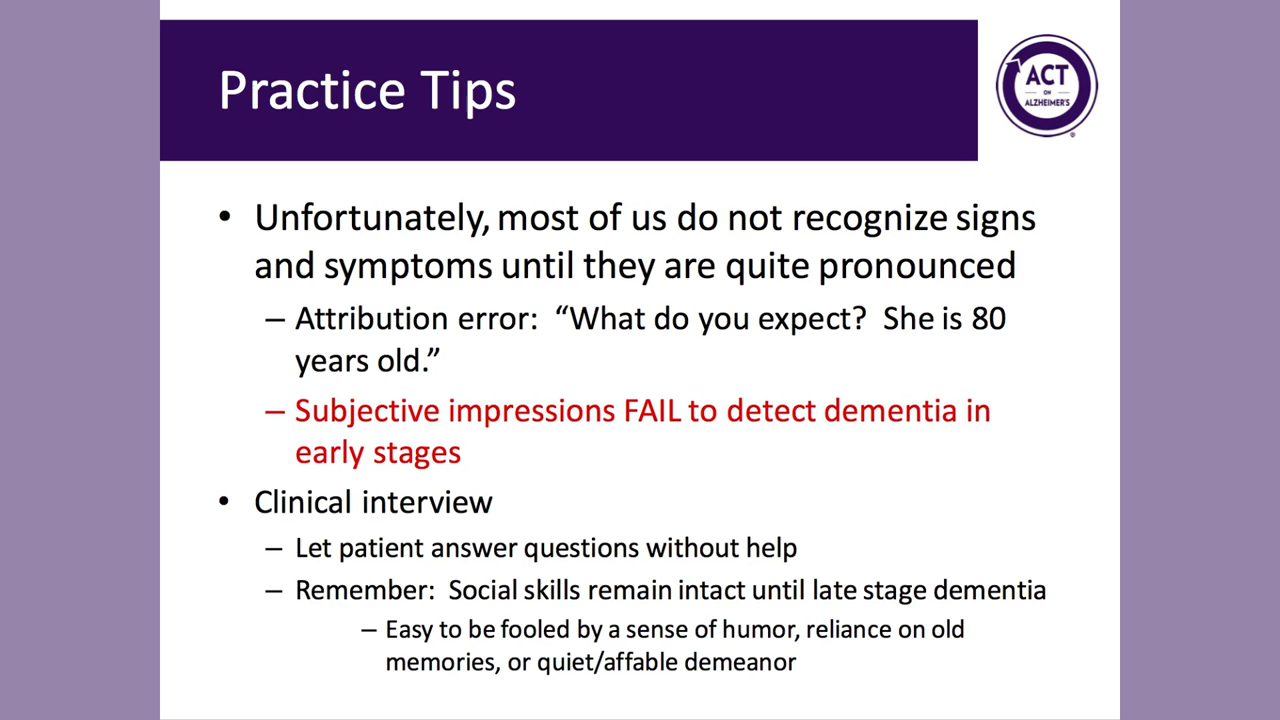 Practice Tips
ACT
ON
ALZHEIMER'S
®
• Unfortunately, most of us do not recognize signs
and symptoms until they are quite pronounced
– Attribution error:  “What do you expect?  She is 80
years old.”
– Subjective impressions FAIL to detect dementia in
early stages
• Clinical interview
– Let patient answer questions without help
– Remember:  Social skills remain intact until late stage dementia
– Easy to be fooled by a sense of humor, reliance on old
memories, or quiet/affable demeanor